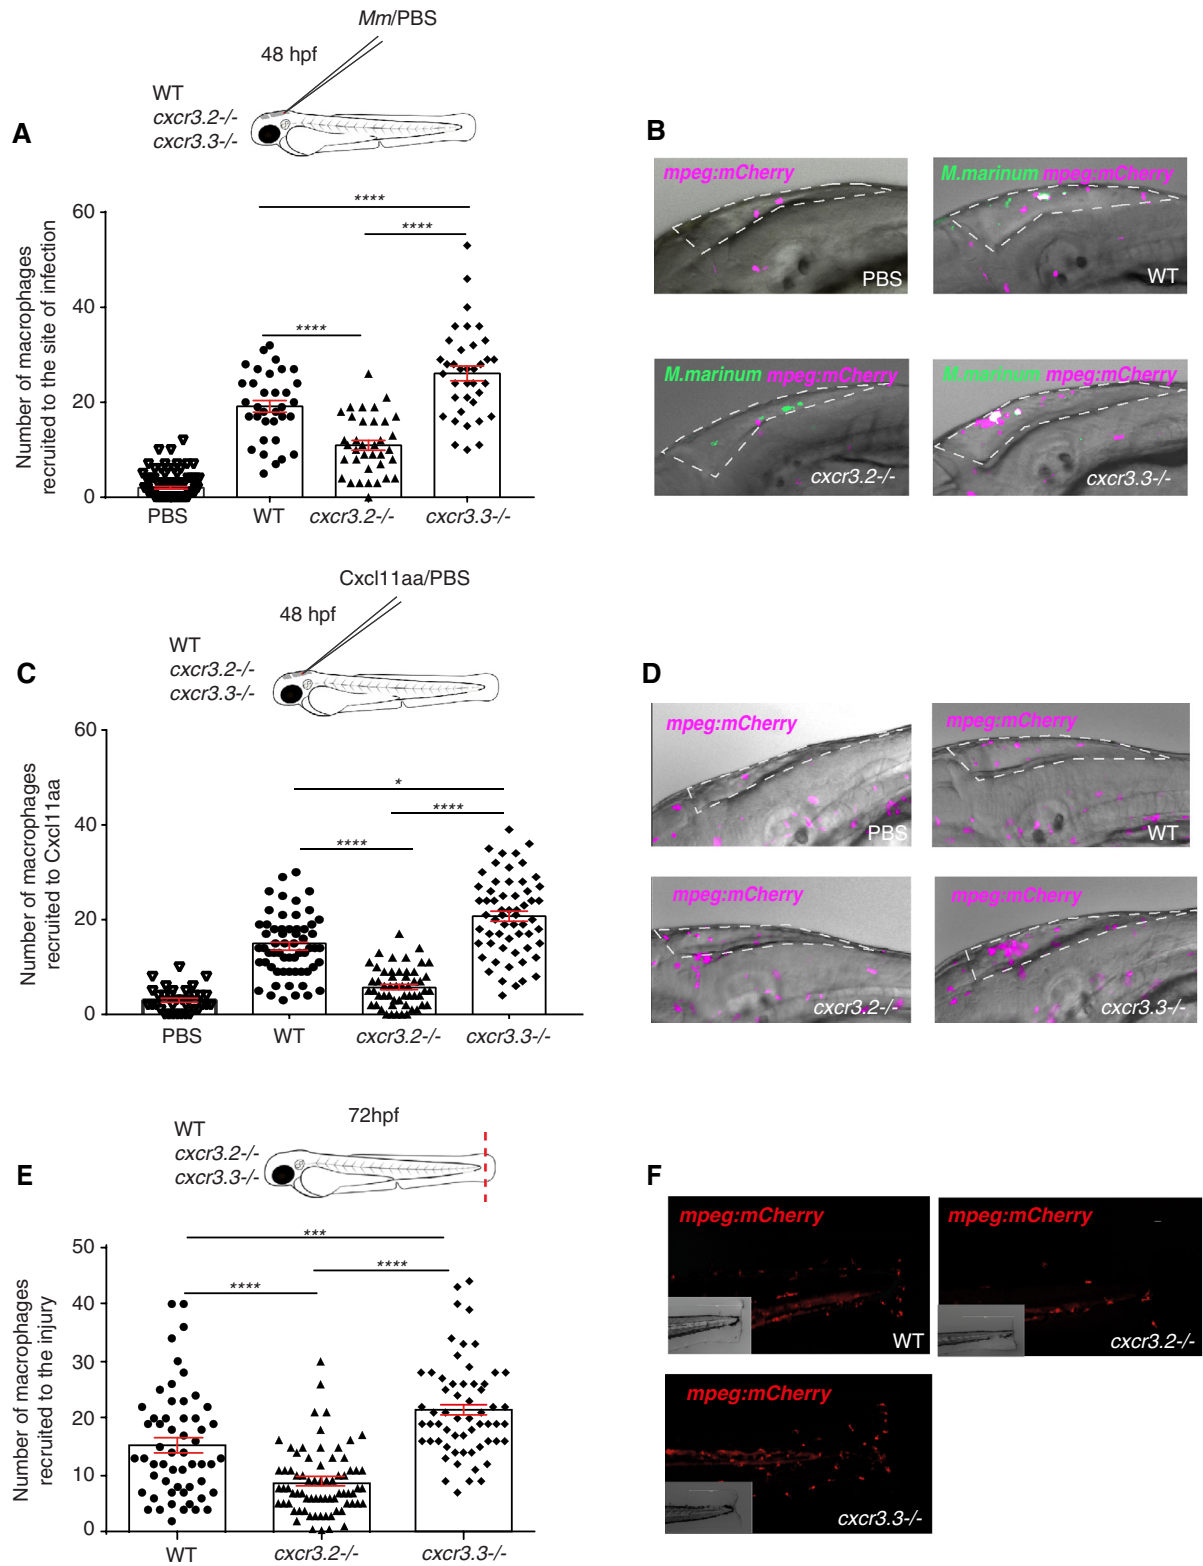 Mm/PBS
48 hpf
WT
cxcr3.2-/-
cxcr3.3-/-
A
Number of macrophages
recruited to the site of infection
60
40
20
0
****
****
****
PBS
WT
cxcr3.2-/-
cxcr3.3-/-
B
mpeg:mCherry
PBS
M.marinum mpeg:mCherry
WT
M.marinum mpeg:mCherry
cxcr3.2-/-
M.marinum mpeg:mCherry
cxcr3.3-/-
Cxcl11aa/PBS
48 hpf
WT
cxcr3.2-/-
cxcr3.3-/-
C
Number of macrophages
recruited to Cxcl11aa
60
40
20
0
*
****
****
PBS
WT
cxcr3.2-/-
cxcr3.3-/-
D
mpeg:mCherry
PBS
mpeg:mCherry
WT
mpeg:mCherry
cxcr3.2-/-
mpeg:mCherry
cxcr3.3-/-
72hpf
WT
cxcr3.2-/-
cxcr3.3-/-
E
Number of macrophages
recruited to the injury
50
40
30
20
10
0
***
****
****
WT
cxcr3.2-/-
cxcr3.3-/-
F
mpeg:mCherry
WT
mpeg:mCherry
cxcr3.2-/-
mpeg:mCherry
cxcr3.3-/-